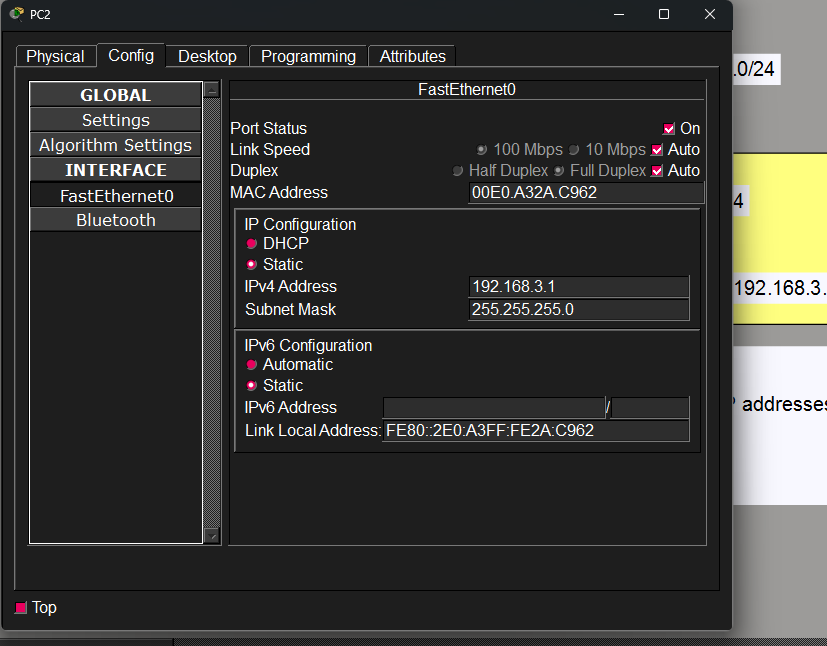 PC2
Physical Config Desktop Programming Attributes
.0/24
GLOBAL
Settings
Algorithm Settings
INTERFACE
FastEthernet0
Bluetooth
FastEthernet0
Port Status On
Link Speed 100 Mbps 10 Mbps Auto
Duplex Half Duplex Full Duplex Auto
MAC Address 00E0.A32A.C962
IP Configuration
DHCP
Static
IPv4 Address 192.168.3.1
Subnet Mask 255.255.255.0
IPv6 Configuration
Automatic
Static
IPv6 Address /
Link Local Address: FE80::2E0:A3FF:FE2A:C962
4
192.168.3.
addresses
Top